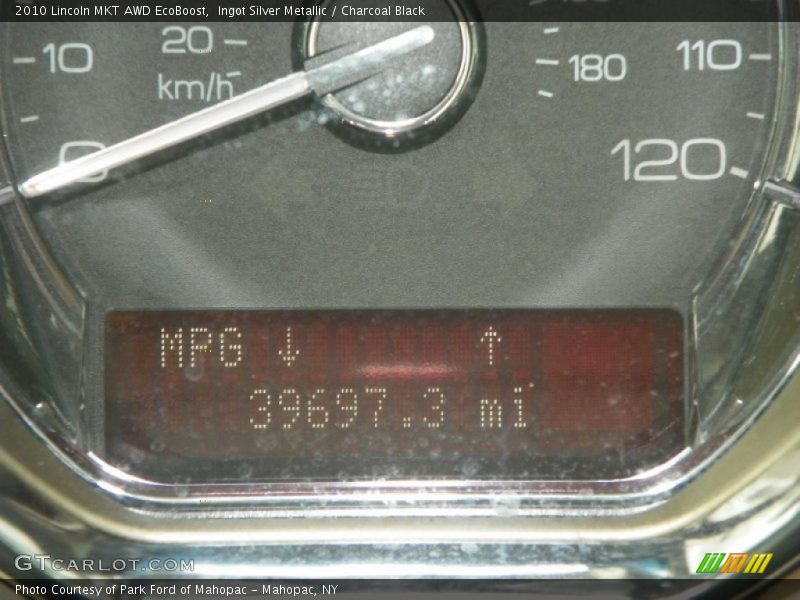 2010 Lincoln MKT AWD EcoBoost,  Ingot Silver Metallic / Charcoal Black
10
20
km/h
0
180
110
120
MPG ↓ ↑
39697.3 mi
GTCARLOT.COM
Photo Courtesy of Park Ford of Mahopac - Mahopac, NY